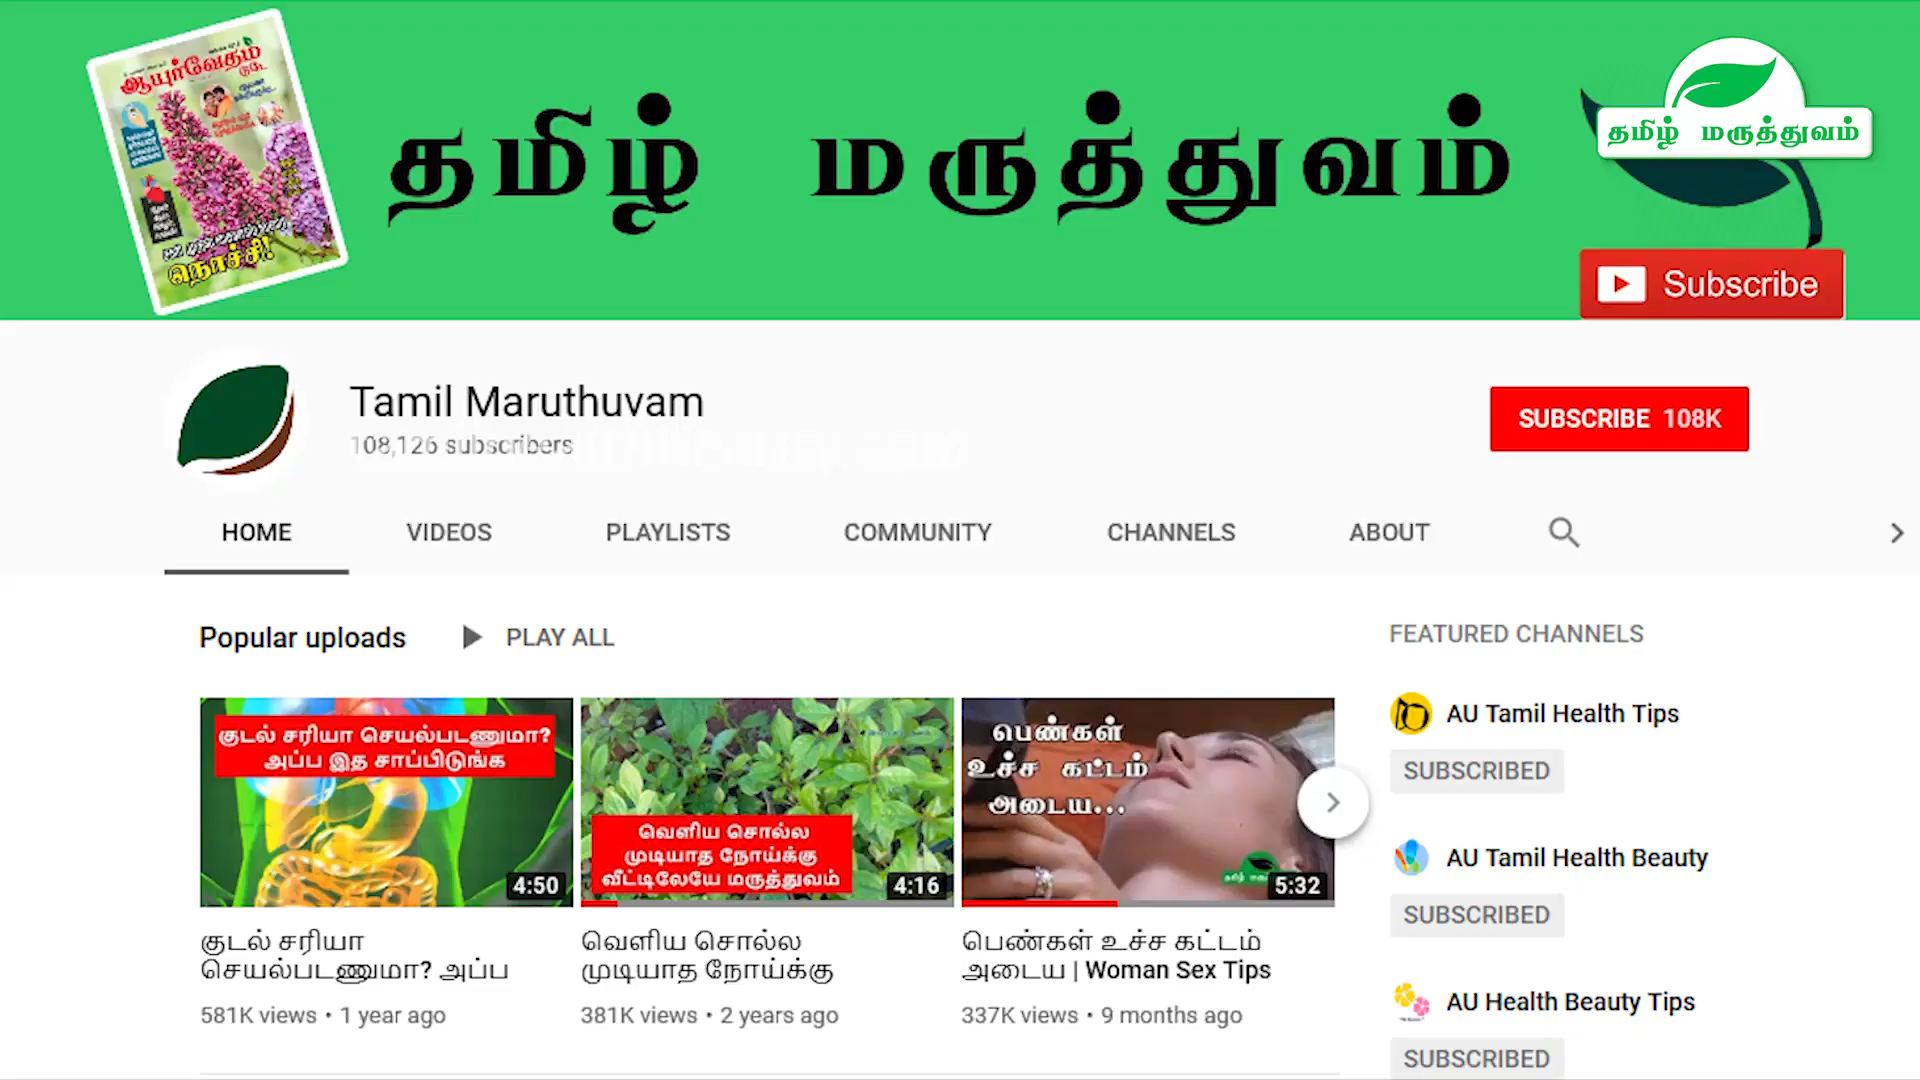 ஆயுர்வேதம்
டுடே
நொச்சி!
தமிழ் மருத்துவம்
தமிழ் மருத்துவம்
Subscribe
Tamil Maruthuvam
108,126 subscribers
SUBSCRIBE 108K
HOME VIDEOS PLAYLISTS COMMUNITY CHANNELS ABOUT
Popular uploads PLAY ALL
குடல் சரியா செயல்படணுமா?
அப்ப இத சாப்பிடுங்க
4:50
வெளிய சொல்ல
முடியாத நோய்க்கு
வீட்டிலேயே மருத்துவம்
4:16
பெண்கள்
உச்ச கட்டம்
அடைய...
தமிழ்
5:32
குடல் சரியா
செயல்படணுமா? அப்ப
581K views • 1 year ago
வெளிய சொல்ல
முடியாத நோய்க்கு
381K views • 2 years ago
பெண்கள் உச்ச கட்டம்
அடைய | Woman Sex Tips
337K views • 9 months ago
FEATURED CHANNELS
AU Tamil Health Tips
SUBSCRIBED
AU Tamil Health Beauty
SUBSCRIBED
AU Health Beauty Tips
SUBSCRIBED